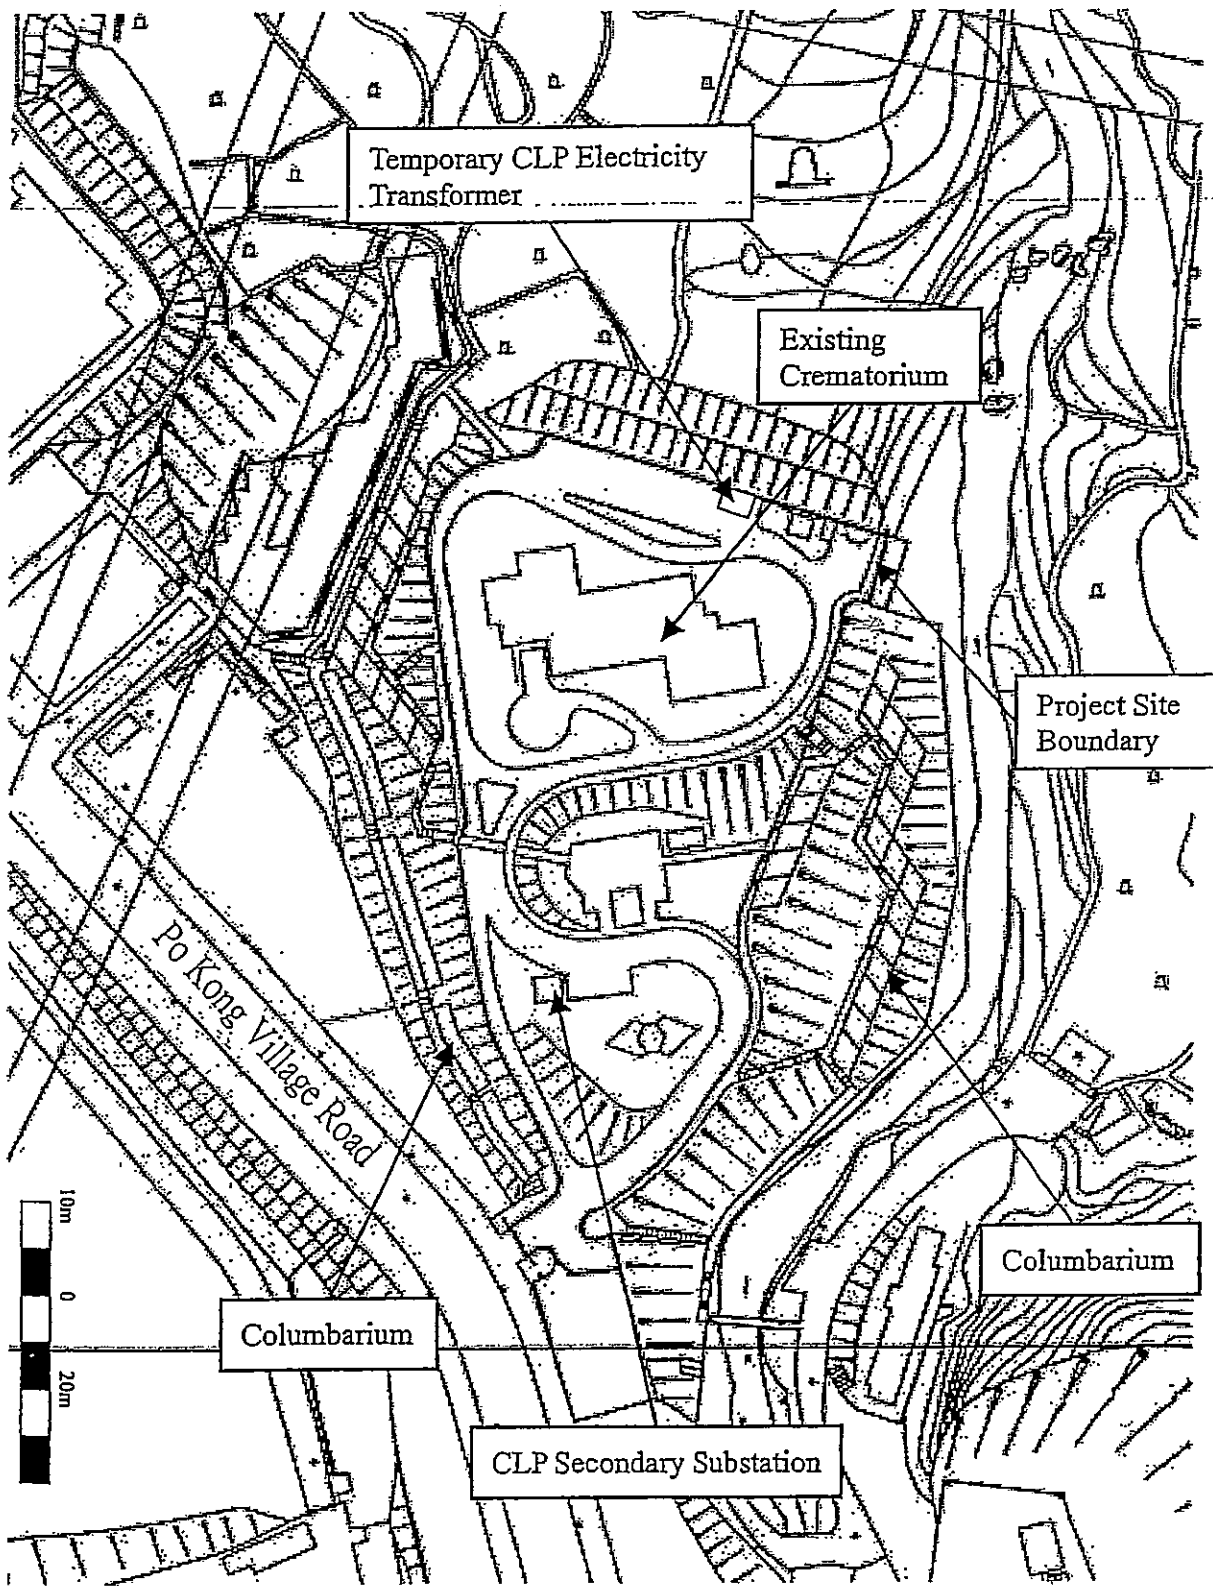 Temporary CLP Electricity
Transformer
Existing
Crematorium
Project Site
Boundary
Po Kong Village Road
10m
0
20m
Columbarium
Columbarium
CLP Secondary Substation